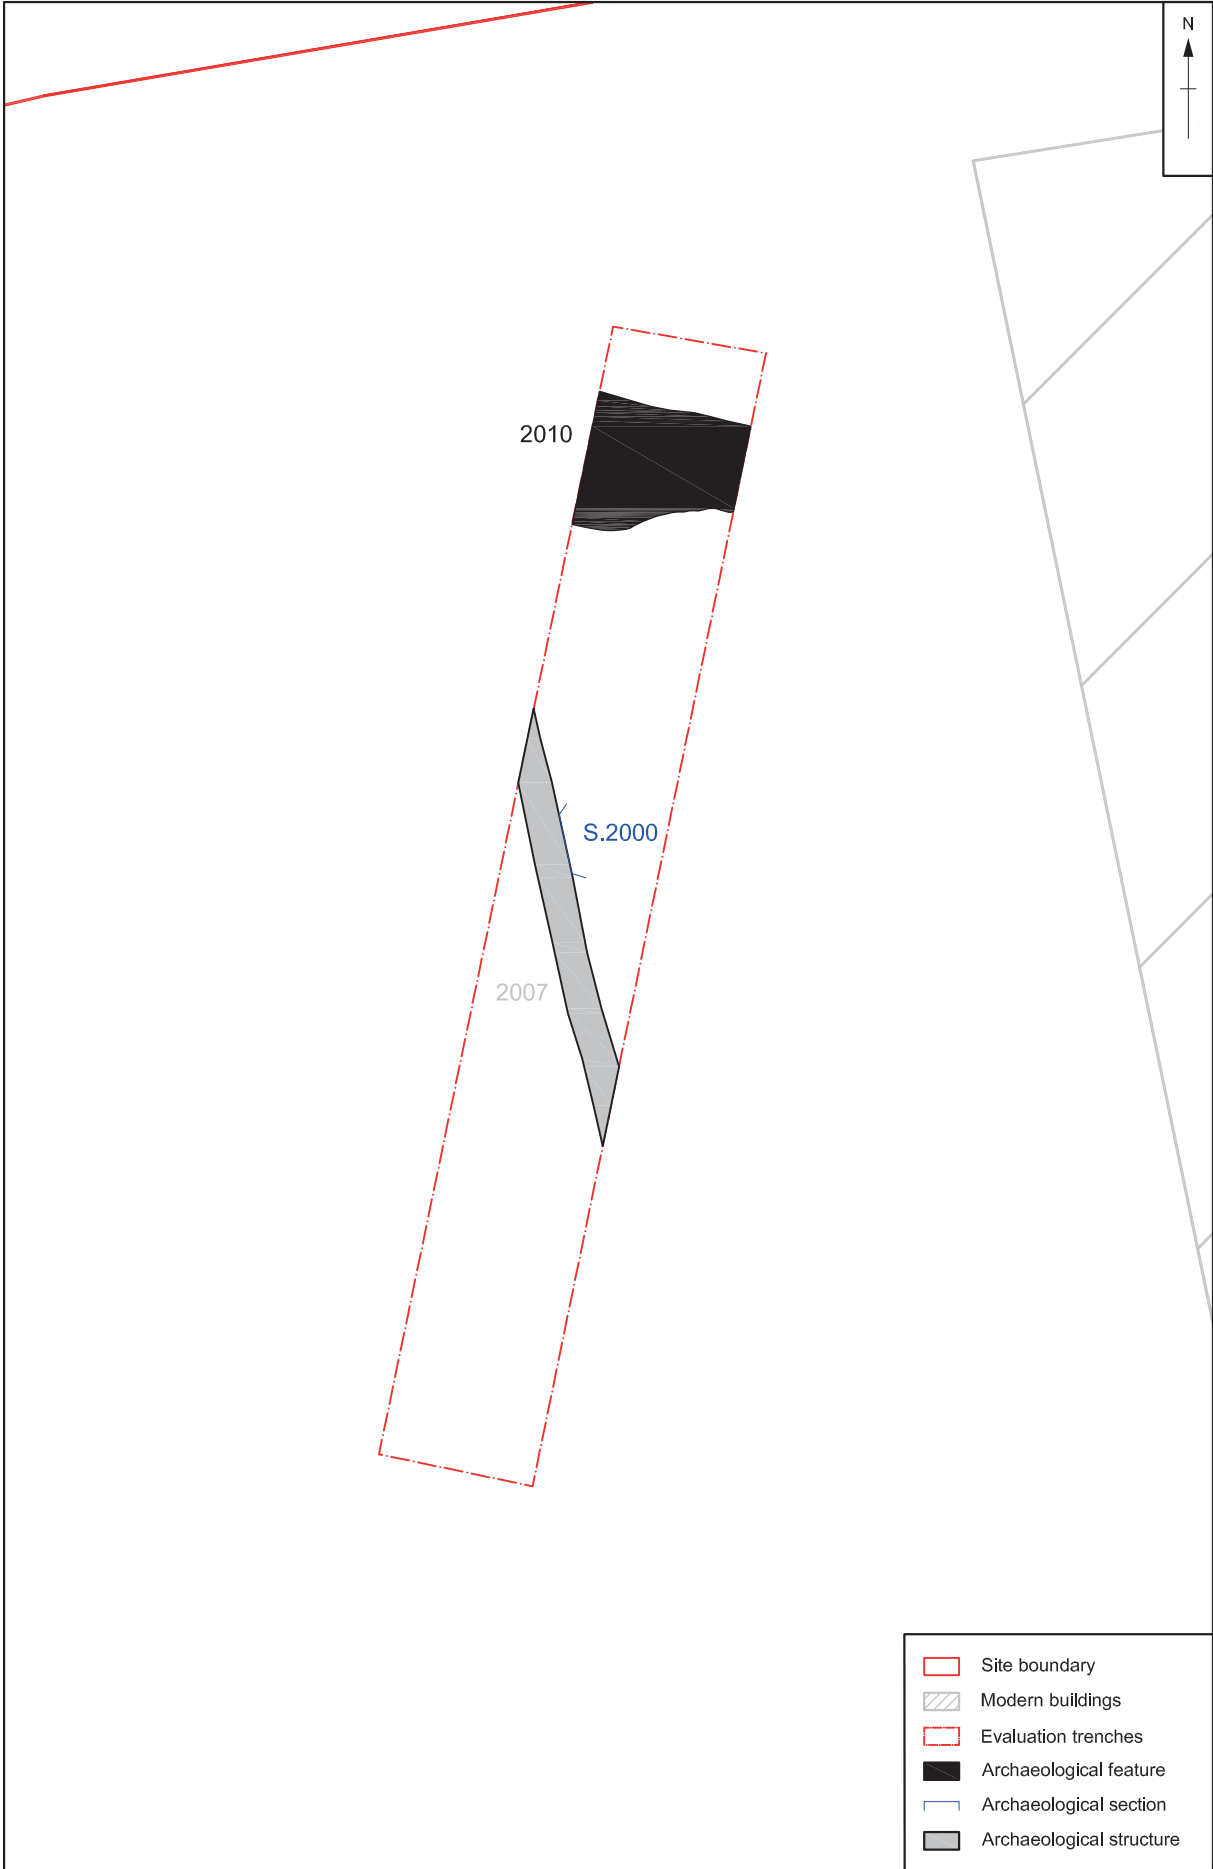 N
2010
S.2000
2007
Site boundary
Modern buildings
Evaluation trenches
Archaeological feature
Archaeological section
Archaeological structure